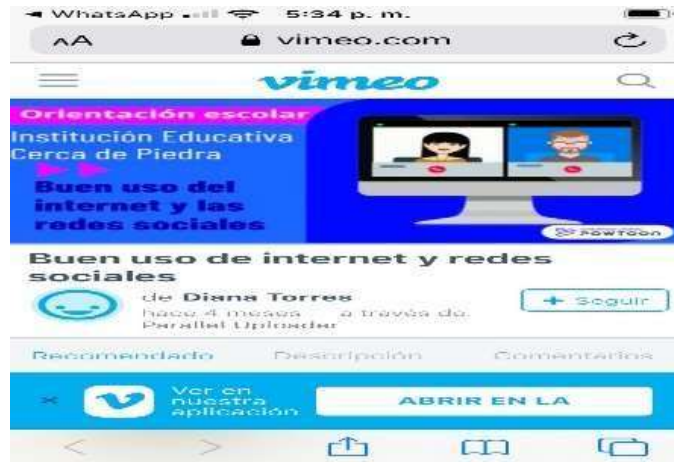 WhatsApp 5:34 p. m.
AA vimeo.com
vimeo
Orientación escolar
Institución Educativa
Cerca de Piedra
Buen uso del
internet y las
redes sociales
POWTOON
Buen uso de internet y redes
sociales
de Diana Torres
hace 4 meses a través de
Parallel Uploader
+ Seguir
Recomendado Descripción Comentarios
Ver en
nuestra
aplicación
ABRIR EN LA